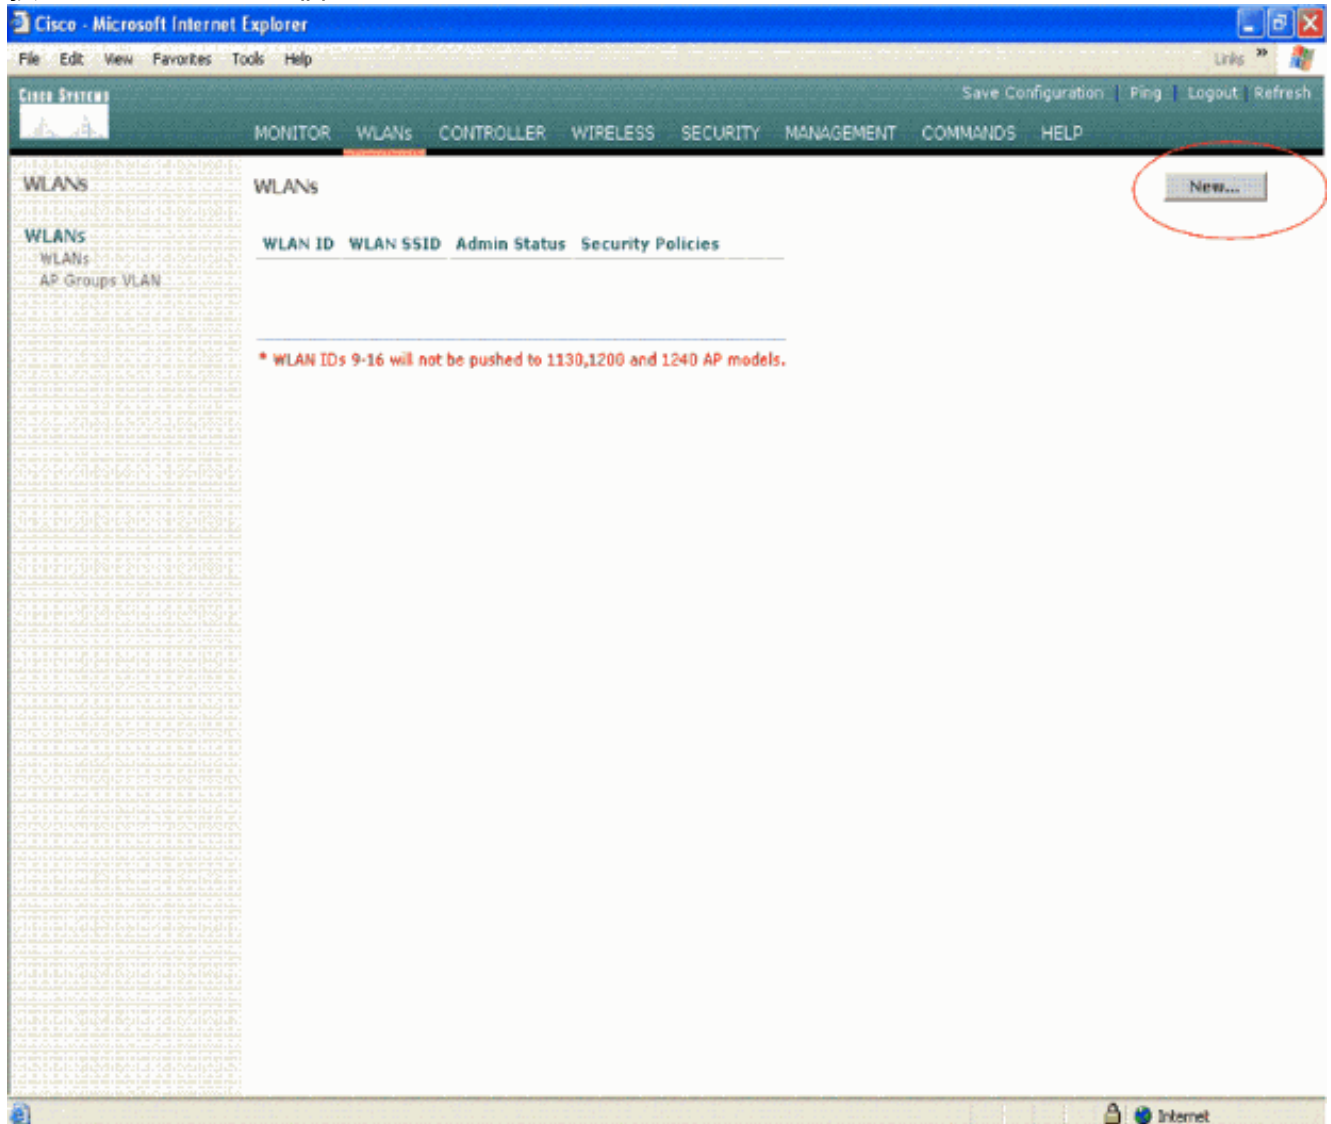 Cisco - Microsoft Internet Explorer
File Edit View Favorites Tools Help Links »
CISCO SYSTEMS
Save Configuration | Ping | Logout | Refresh
MONITOR WLANs CONTROLLER WIRELESS SECURITY MANAGEMENT COMMANDS HELP
WLANs
WLANs
WLANs
AP Groups VLAN
WLANs
New...
WLAN ID WLAN SSID Admin Status Security Policies
* WLAN IDs 9-16 will not be pushed to 1130,1200 and 1240 AP models.
Internet